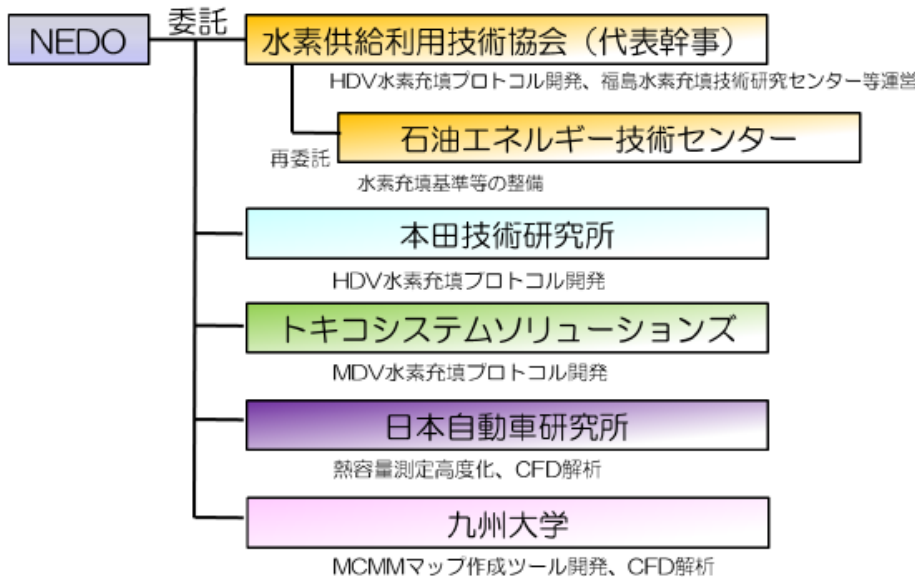 NEDO
委託
水素供給利用技術協会（代表幹事）
HDV水素充填プロトコル開発、福島水素充填技術研究センター等運営
再委託
石油エネルギー技術センター
水素充填基準等の整備
本田技術研究所
HDV水素充填プロトコル開発
トキコシステムソリューションズ
MDV水素充填プロトコル開発
日本自動車研究所
熱容量測定高度化、CFD解析
九州大学
MCMMマップ作成ツール開発、CFD解析